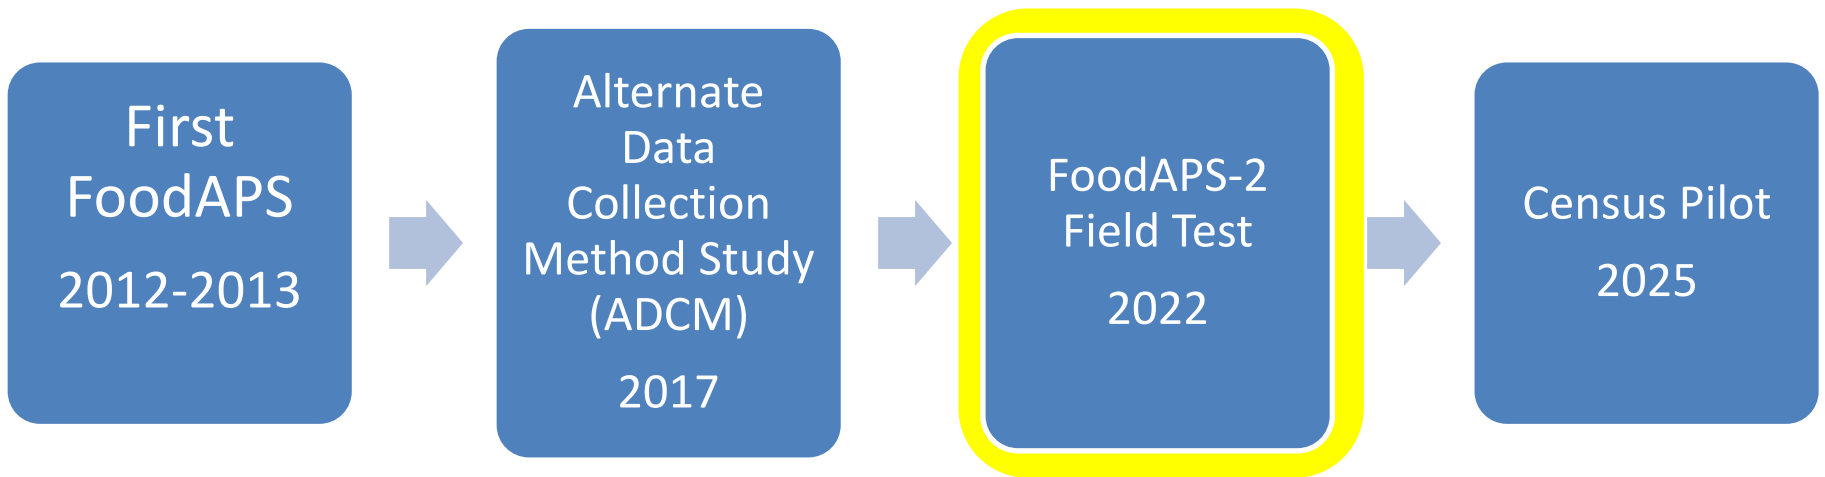 First
FoodAPS
2012-2013
Alternate
Data
Collection
Method Study
(ADCM)
2017
FoodAPS-2
Field Test
2022
Census Pilot
2025